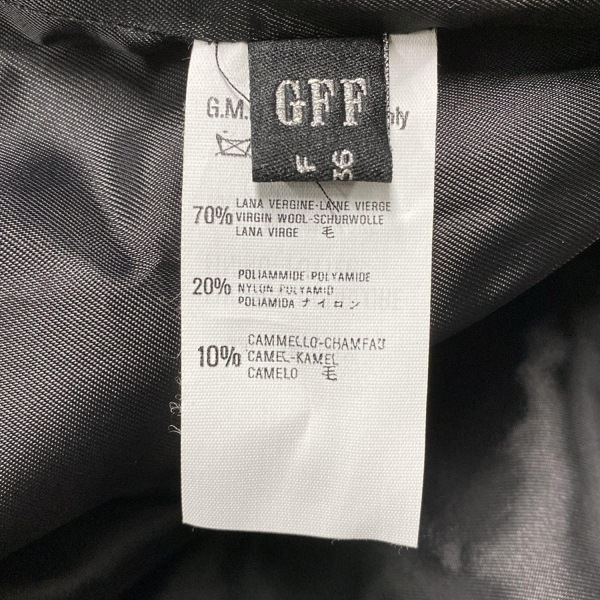 GFF
F
36
G.M.
70% LANA VERGINE-LAINE VIERGE
VIRGIN WOOL-SCHURWOLLE
LANA VIRGE 毛
20% POLIAMMIDE-POLYAMIDE
NYLON POLYAMID
POLIAMIDA ナイロン
10% CAMMELLO-CHAMEAU
CAMEL-KAMEL
CAMELO 毛